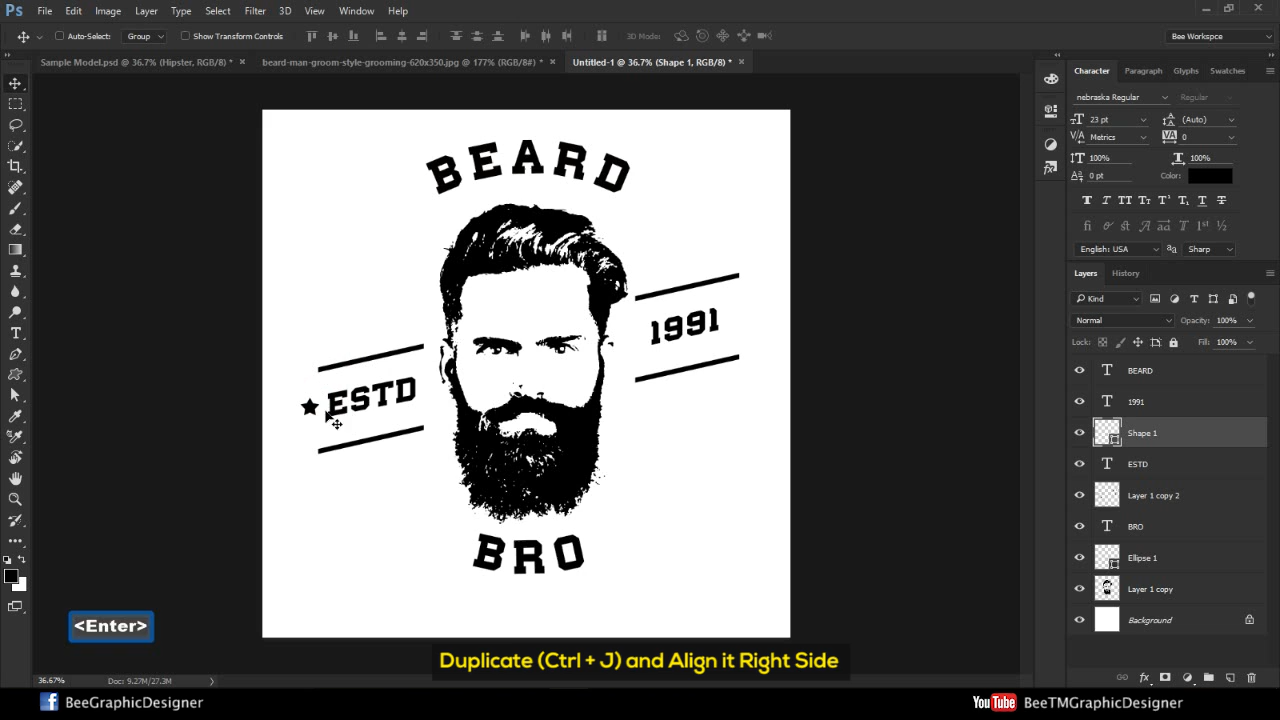 Ps File Edit Image Layer Type Select Filter 3D View Window Help
Auto-Select: Group Show Transform Controls 3D Mode: Bee Workspace
Sample Model.psd @ 36.7% (Hipster, RGB/8) * × beard-man-groom-style-grooming-620x350.jpg @ 177% (RGB/8#) * × Untitled-1 @ 36.7% (Shape 1, RGB/8) * ×
Character Paragraph Glyphs Swatches
nebraska Regular Regular
23 pt (Auto)
Metrics 0
100% 100%
0 pt Color:
English: USA Sharp
Layers History
Kind
Normal Opacity: 100%
Lock: Fill: 100%
BEARD
1991
Shape 1
ESTD
Layer 1 copy 2
BRO
Ellipse 1
Layer 1 copy
Background
BEARD
1991
ESTD
BRO
<Enter>
Duplicate (Ctrl + J) and Align it Right Side
36.67% Doc: 9.27M/27.3M
f BeeGraphicDesigner
YouTube BeeTMGraphicDesigner